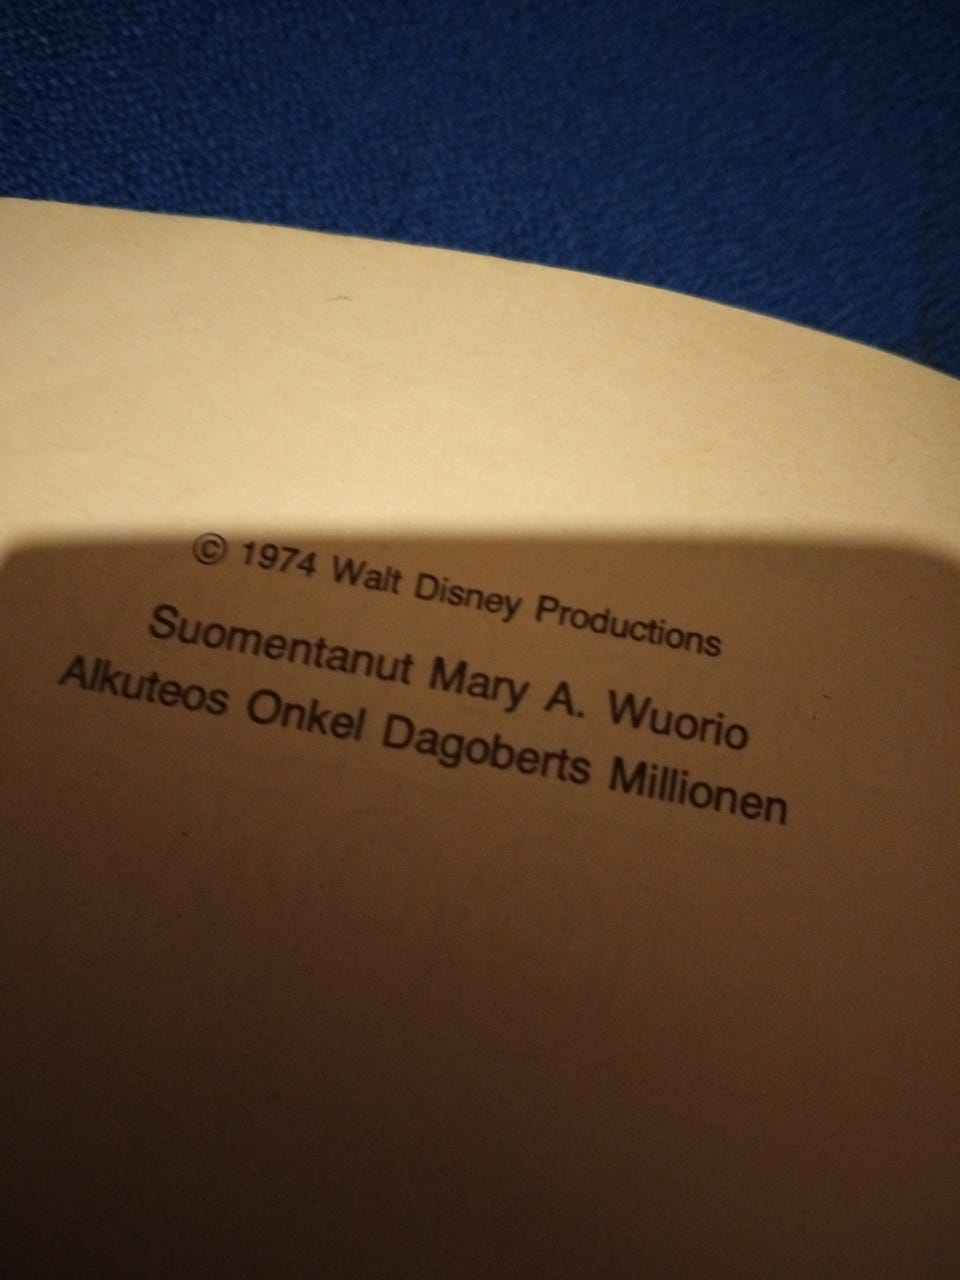 © 1974 Walt Disney Productions
Suomentanut Mary A. Wuorio
Alkuteos Onkel Dagoberts Millionen